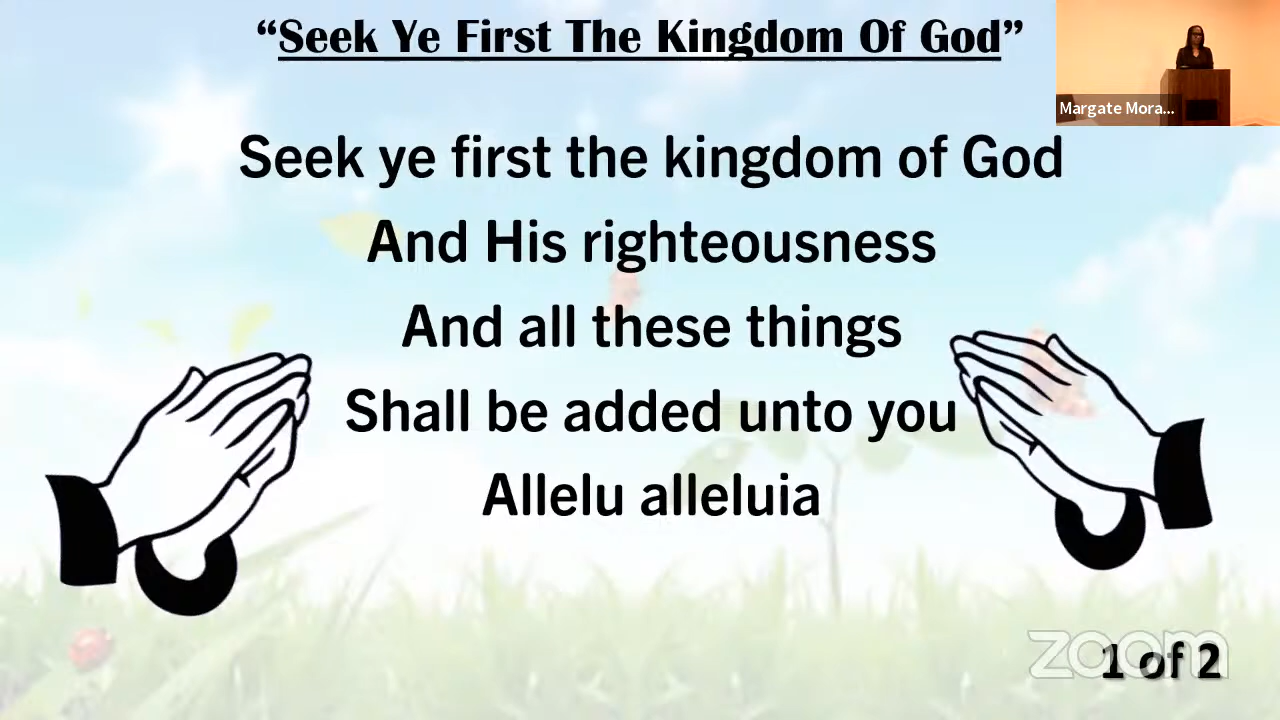 “Seek Ye First The Kingdom Of God”
Margate Mora...
Seek ye first the kingdom of God
And His righteousness
And all these things
Shall be added unto you
Allelu alleluia
zoom
1 of 2